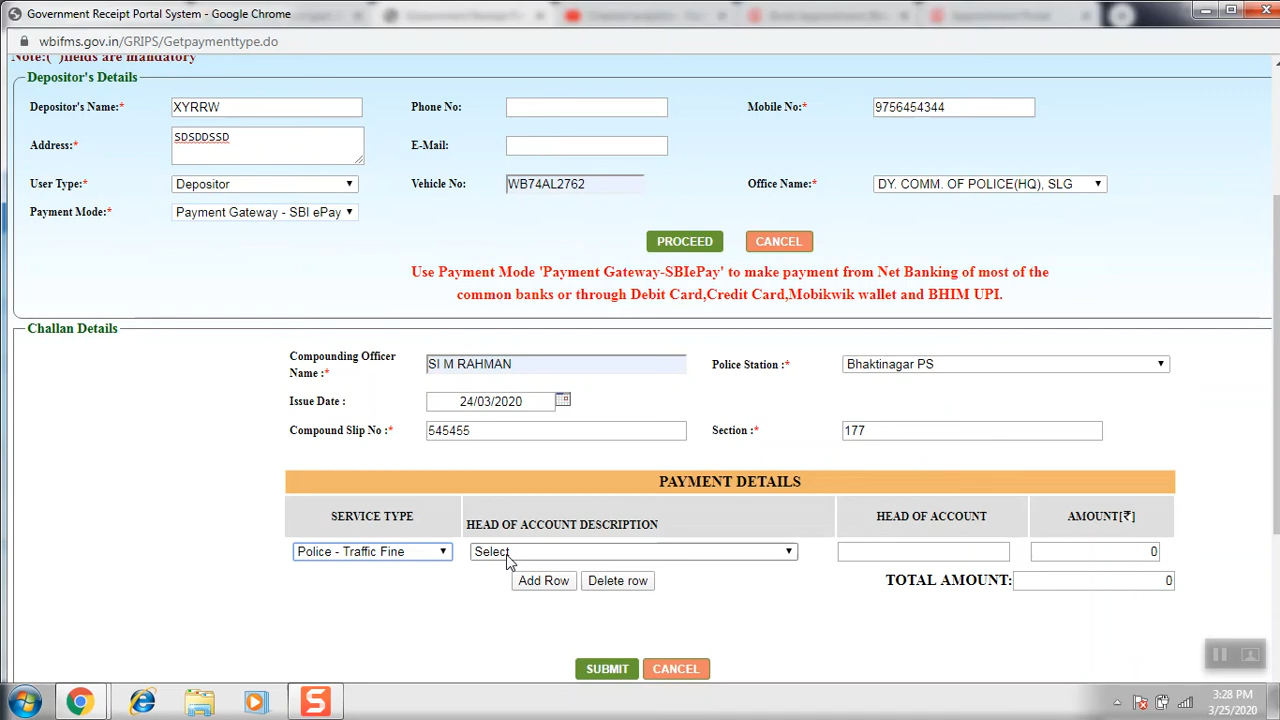 Government Receipt Portal System - Google Chrome
wbifms.gov.in/GRIPS/Getpaymenttype.do
Note:(*)fields are mandatory
Depositor's Details
Depositor's Name:* XYRRW Phone No: Mobile No:* 9756454344
Address:* SDSDDSSD E-Mail:
User Type:* Depositor Vehicle No: WB74AL2762 Office Name:* DY. COMM. OF POLICE(HQ), SLG
Payment Mode:* Payment Gateway - SBI ePay
PROCEED CANCEL
Use Payment Mode 'Payment Gateway-SBIePay' to make payment from Net Banking of most of the
common banks or through Debit Card,Credit Card,Mobikwik wallet and BHIM UPI.
Challan Details
Compounding Officer
Name :* SI M RAHMAN Police Station :* Bhaktinagar PS
Issue Date : 24/03/2020
Compound Slip No :* 545455 Section :* 177
PAYMENT DETAILS
SERVICE TYPE HEAD OF ACCOUNT DESCRIPTION HEAD OF ACCOUNT AMOUNT[₹]
Police - Traffic Fine Select 0
Add Row Delete row TOTAL AMOUNT: 0
SUBMIT CANCEL
3:28 PM
3/25/2020